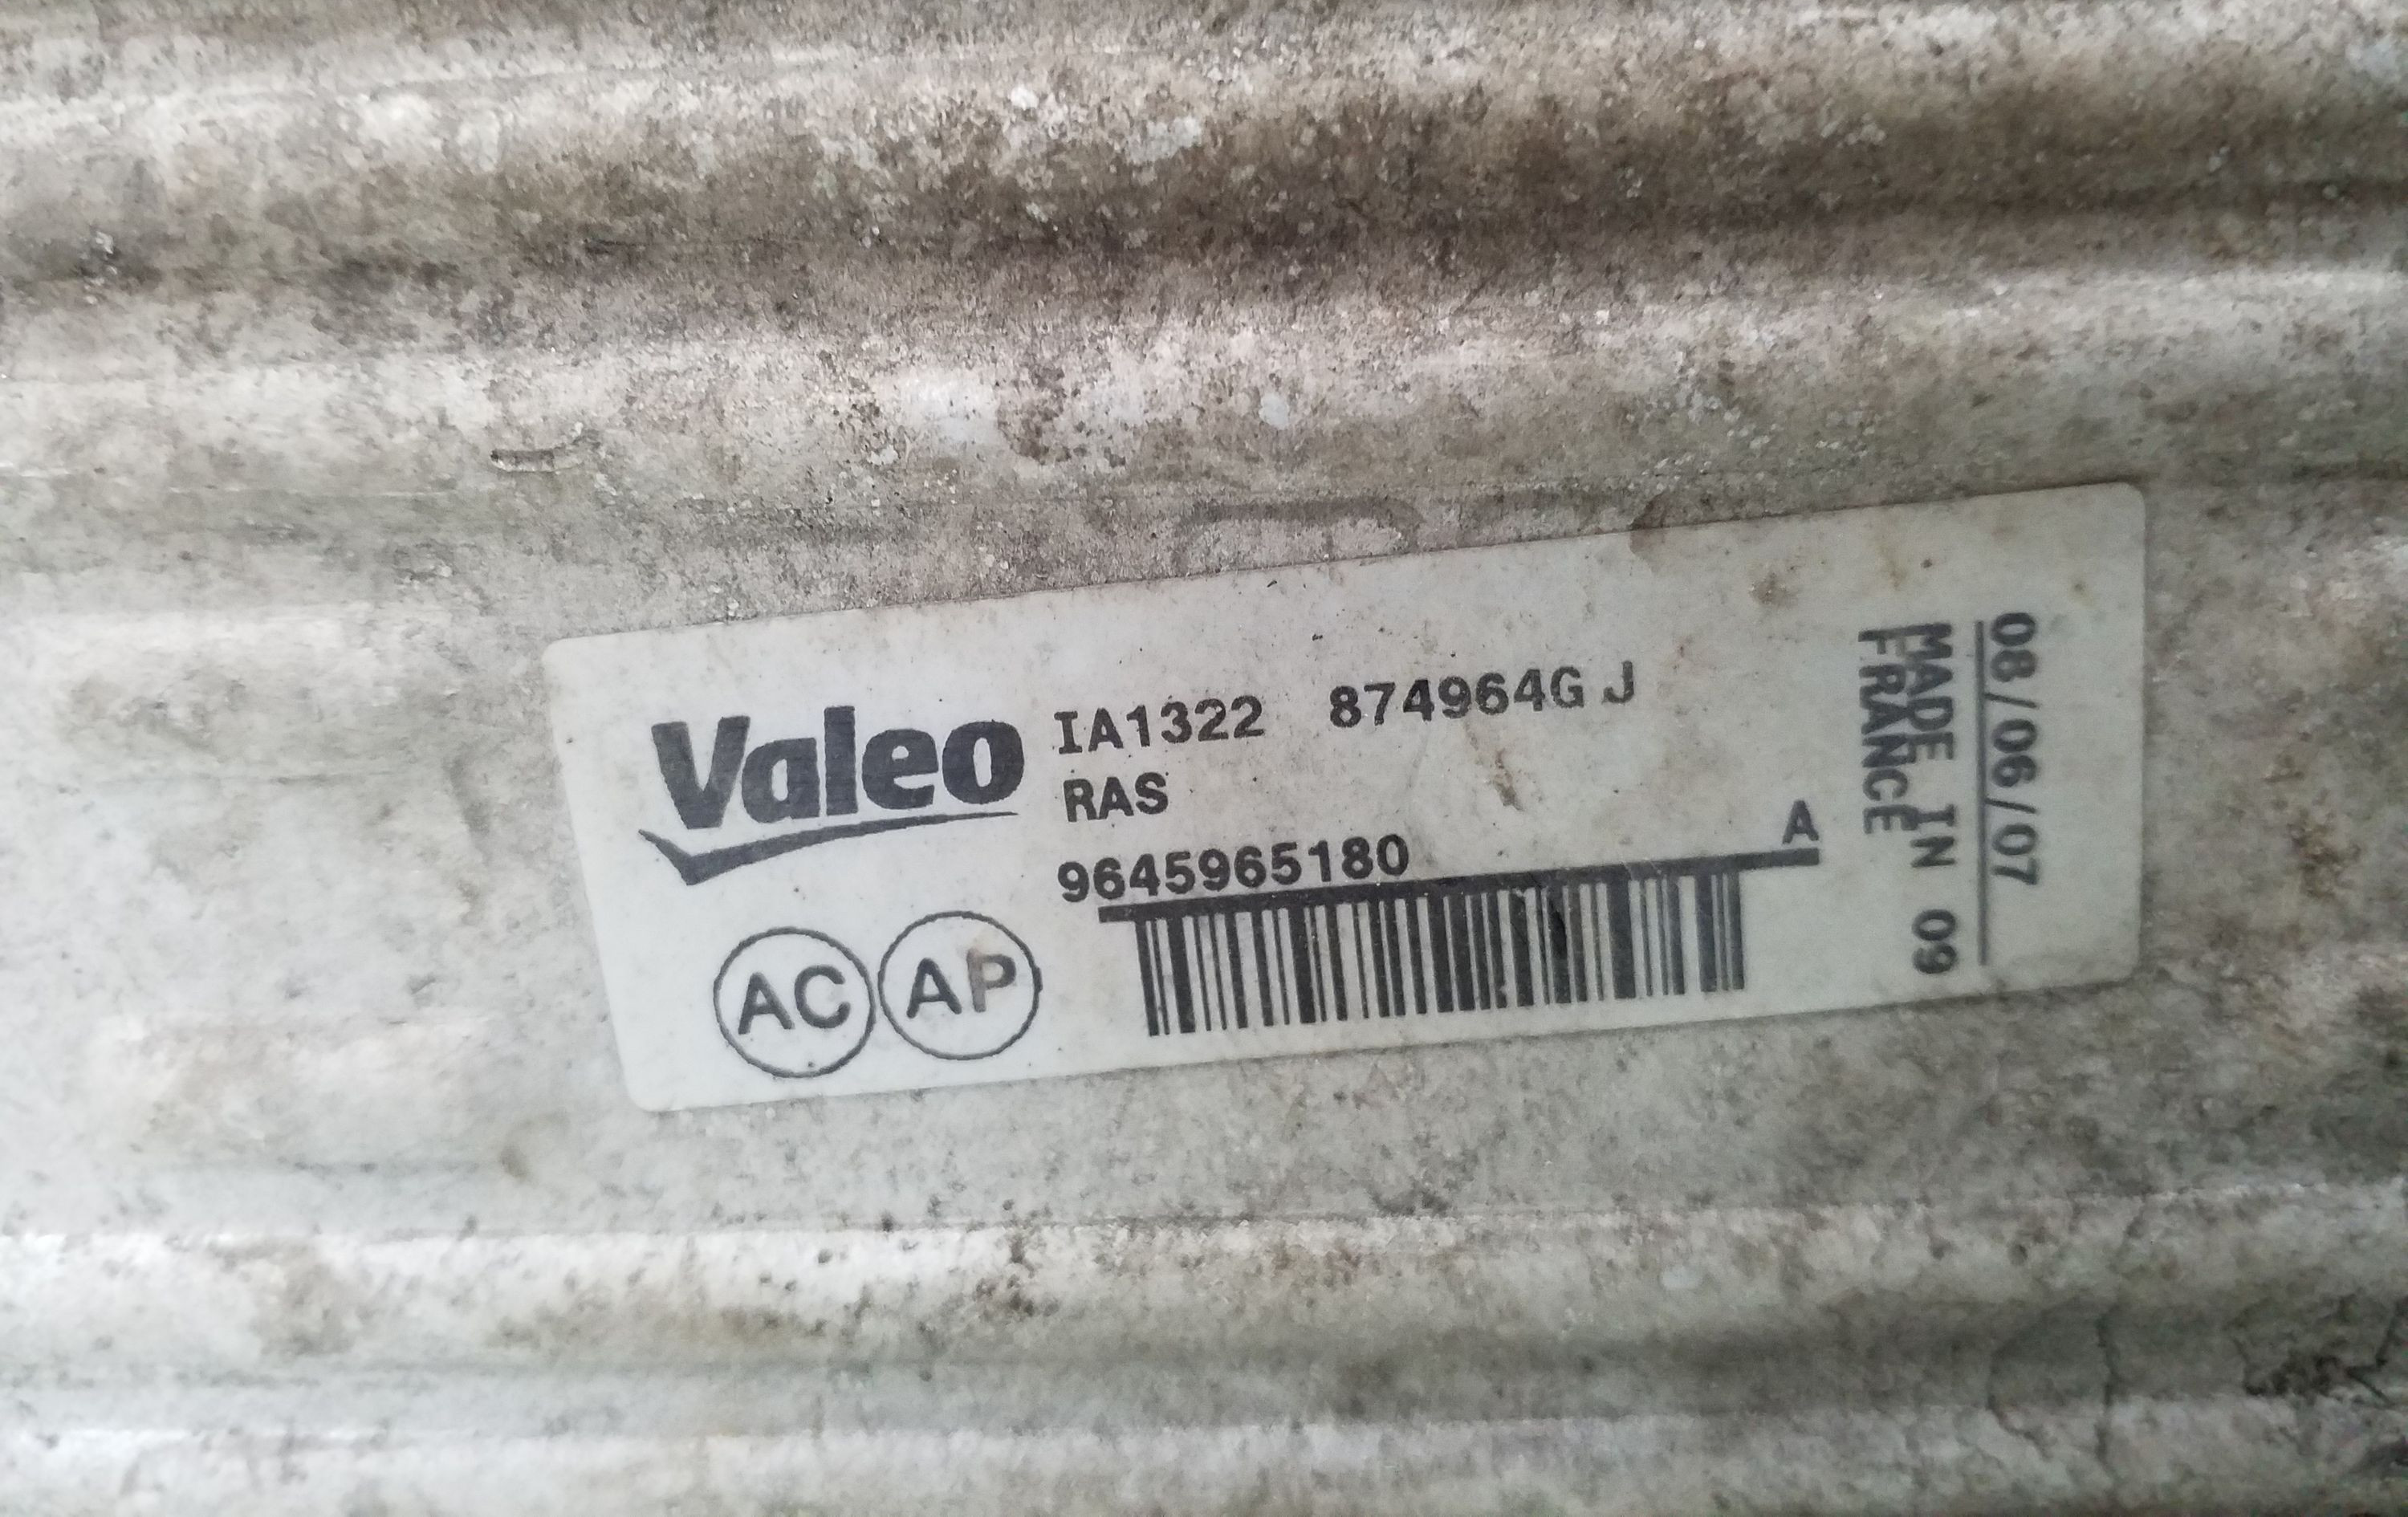 Valeo
IA1322 874964G J
RAS
9645965180 A
AC AP
08/06/07
MADE IN 09
FRANCE